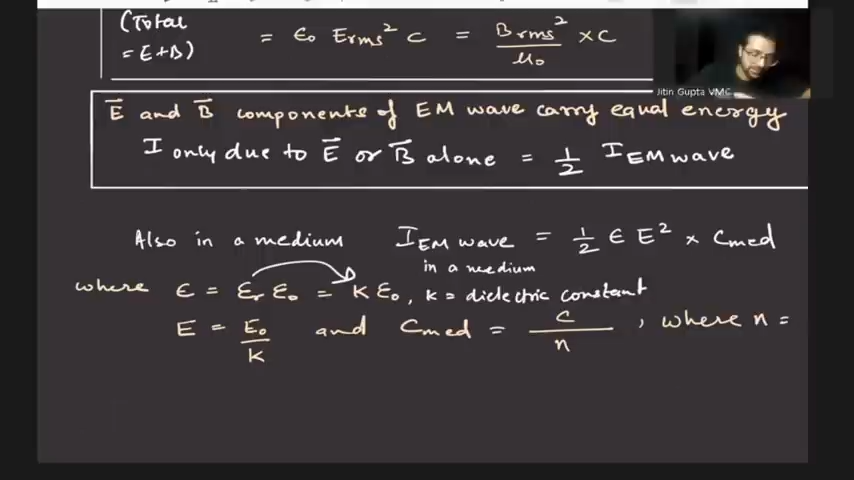 (Total
= E+B)
= ϵ₀ Erms² C = Brms² / μ₀ × C
Jitin Gupta VMC
E⃗ and B⃗ components of EM wave carry equal energy
I only due to E⃗ or B⃗ alone = 1/2 I EM wave
Also in a medium I EM wave = 1/2 ϵ E² × Cmed
in a medium
where ϵ = ϵr ϵ₀ = K ϵ₀, K = dielectric constant
E = E₀/K and Cmed = C/n , where n =